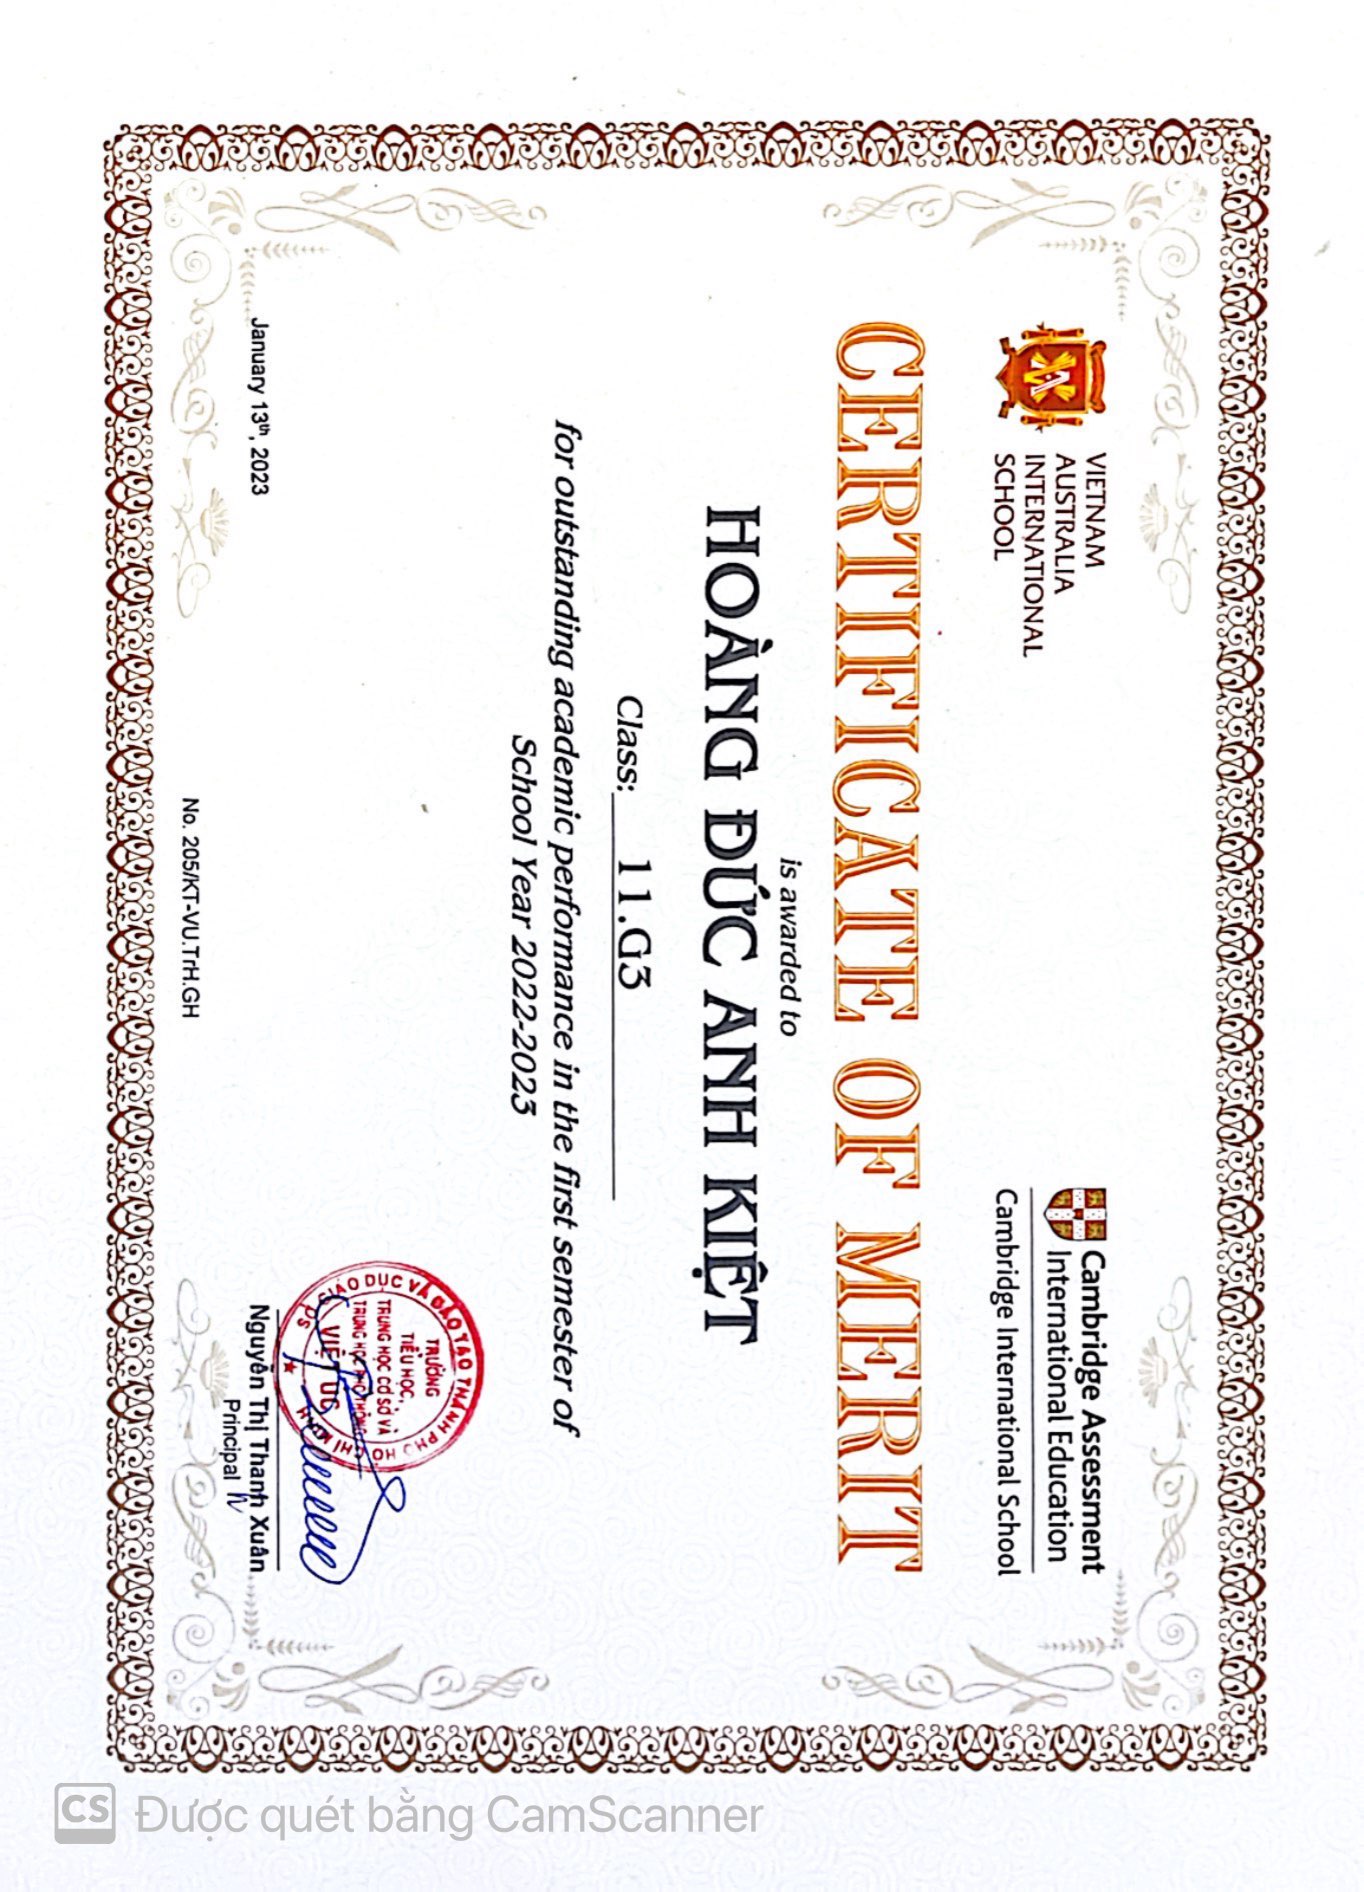 VIETNAM
AUSTRALIA
INTERNATIONAL
SCHOOL
Cambridge Assessment
International Education
Cambridge International School
CERTIFICATE OF MERIT
is awarded to
HOÀNG ĐỨC ANH KIỆT
Class: 11.G3
for outstanding academic performance in the first semester of
School Year 2022-2023
SỞ GIÁO DỤC VÀ ĐÀO TẠO THÀNH PHỐ HỒ CHÍ MINH
TRƯỜNG
TIỂU HỌC,
TRUNG HỌC CƠ SỞ VÀ
TRUNG HỌC PHỔ THÔNG
VIỆT ÚC
January 13th, 2023
Nguyễn Thị Thanh Xuân
Principal
No. 205/KT-VU.TrH.GH
CS Được quét bằng CamScanner